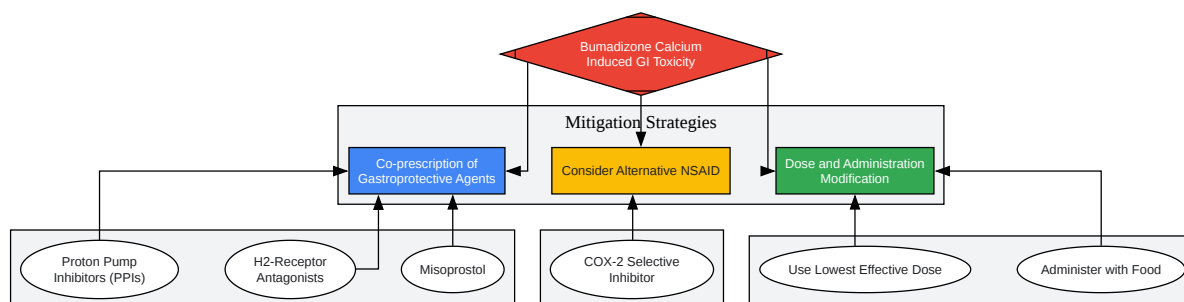 Bumadizone Calcium
Induced GI Toxicity
Mitigation Strategies
Co-prescription of
Gastroprotective Agents
Consider Alternative NSAID
Dose and Administration
Modification
Proton Pump
Inhibitors (PPIs)
H2-Receptor
Antagonists
Misoprostol
COX-2 Selective
Inhibitor
Use Lowest Effective Dose
Administer with Food